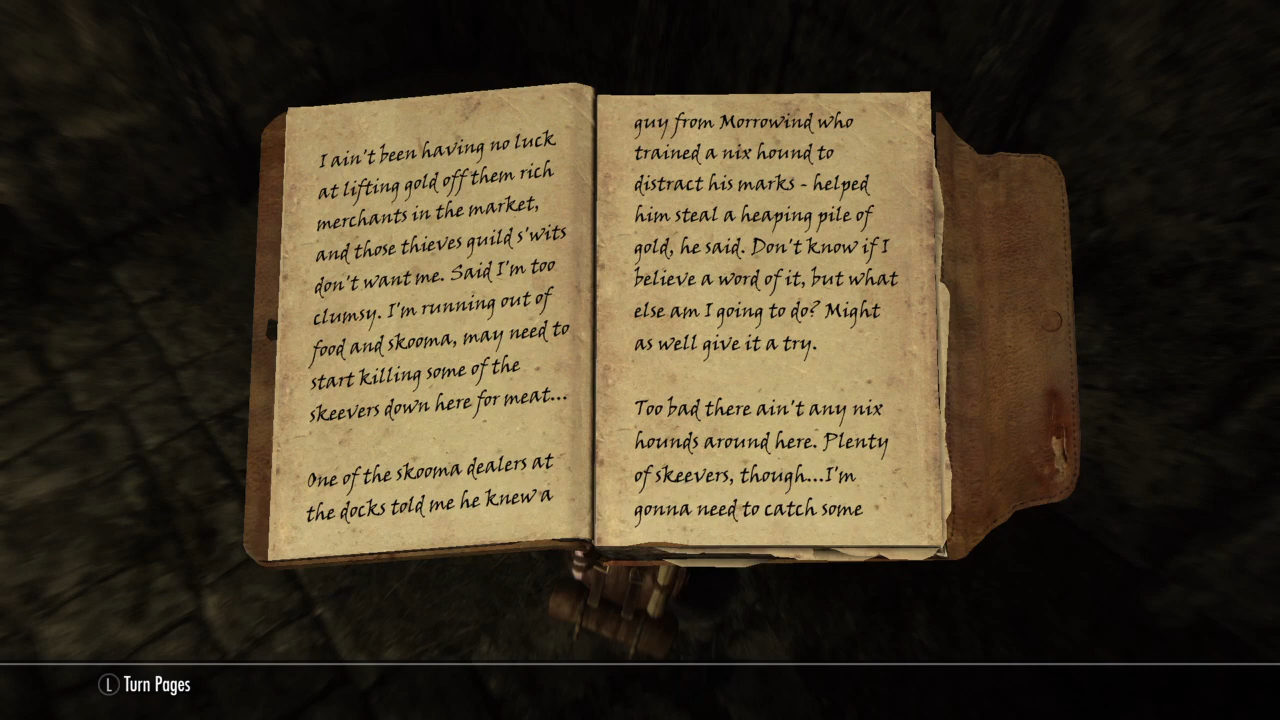 I ain't been having no luck
at lifting gold off them rich
merchants in the market,
and those thieves guild s'wits
don't want me. Said I'm too
clumsy. I'm running out of
food and skooma, may need to
start killing some of the
skeevers down here for meat...
One of the skooma dealers at
the docks told me he knew a
guy from Morrowind who
trained a nix hound to
distract his marks - helped
him steal a heaping pile of
gold, he said. Don't know if I
believe a word of it, but what
else am I going to do? Might
as well give it a try.
Too bad there ain't any nix
hounds around here. Plenty
of skeevers, though...I'm
gonna need to catch some
L Turn Pages